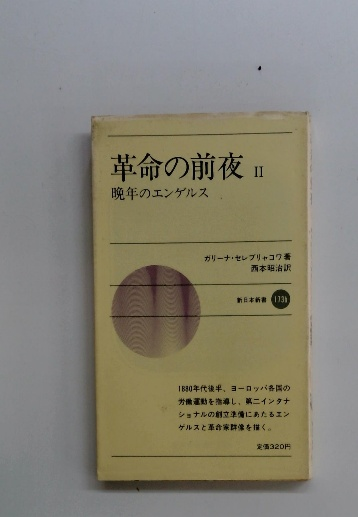 革命の前夜 II
晩年のエンゲルス
ガリーナ・セレブリャコワ著
西本昭治訳
新日本新書 173b
1880年代後半、ヨーロッパ各国の
労働運動を指導し、第二インタナ
ショナルの創立準備にあたるエン
ゲルスと革命家群像を描く。
定価320円